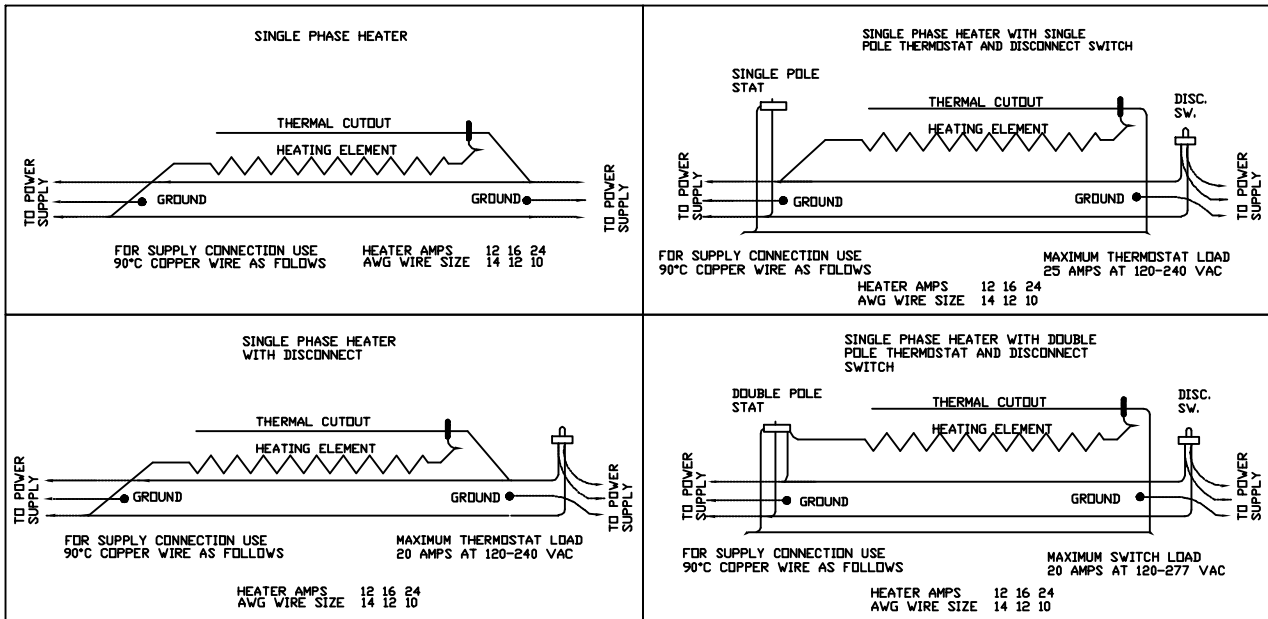 SINGLE PHASE HEATER
THERMAL CUTOUT
HEATING ELEMENT
TO POWER
SUPPLY
GROUND
GROUND
TO POWER
SUPPLY
FOR SUPPLY CONNECTION USE
90°C COPPER WIRE AS FOLOWS
HEATER AMPS 12 16 24
AWG WIRE SIZE 14 12 10
SINGLE PHASE HEATER WITH SINGLE
POLE THERMOSTAT AND DISCONNECT SWITCH
SINGLE POLE
STAT
THERMAL CUTOUT
HEATING ELEMENT
DISC.
SW.
TO POWER
SUPPLY
GROUND
GROUND
TO POWER
SUPPLY
FOR SUPPLY CONNECTION USE
90°C COPPER WIRE AS FOLLOWS
MAXIMUM THERMOSTAT LOAD
25 AMPS AT 120-240 VAC
HEATER AMPS 12 16 24
AWG WIRE SIZE 14 12 10
SINGLE PHASE HEATER
WITH DISCONNECT
THERMAL CUTOUT
HEATING ELEMENT
TO POWER
SUPPLY
GROUND
GROUND
TO POWER
SUPPLY
FOR SUPPLY CONNECTION USE
90°C COPPER WIRE AS FOLLOWS
MAXIMUM THERMOSTAT LOAD
20 AMPS AT 120-240 VAC
HEATER AMPS 12 16 24
AWG WIRE SIZE 14 12 10
SINGLE PHASE HEATER WITH DOUBLE
POLE THERMOSTAT AND DISCONNECT
SWITCH
DOUBLE POLE
STAT
THERMAL CUTOUT
HEATING ELEMENT
DISC.
SW.
TO POWER
SUPPLY
GROUND
GROUND
TO POWER
SUPPLY
FOR SUPPLY CONNECTION USE
90°C COPPER WIRE AS FOLLOWS
MAXIMUM SWITCH LOAD
20 AMPS AT 120-277 VAC
HEATER AMPS 12 16 24
AWG WIRE SIZE 14 12 10